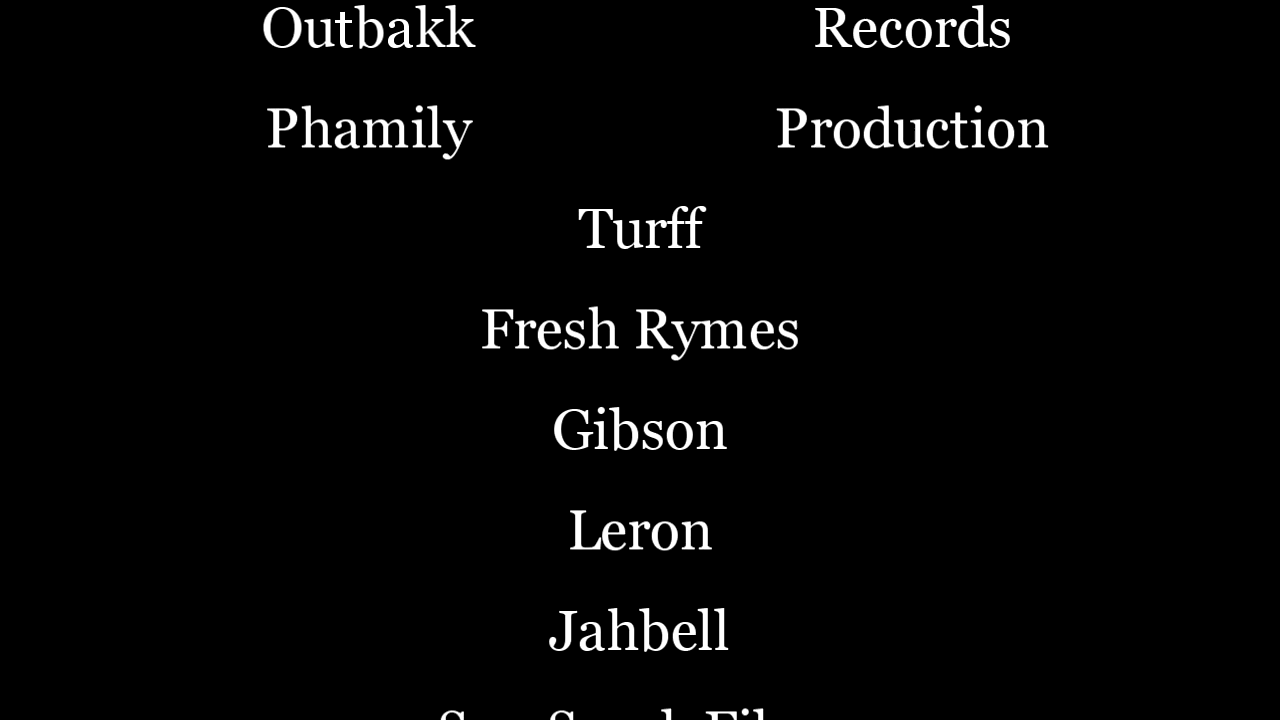 Outbakk Records
Phamily Production
Turff
Fresh Rymes
Gibson
Leron
Jahbell